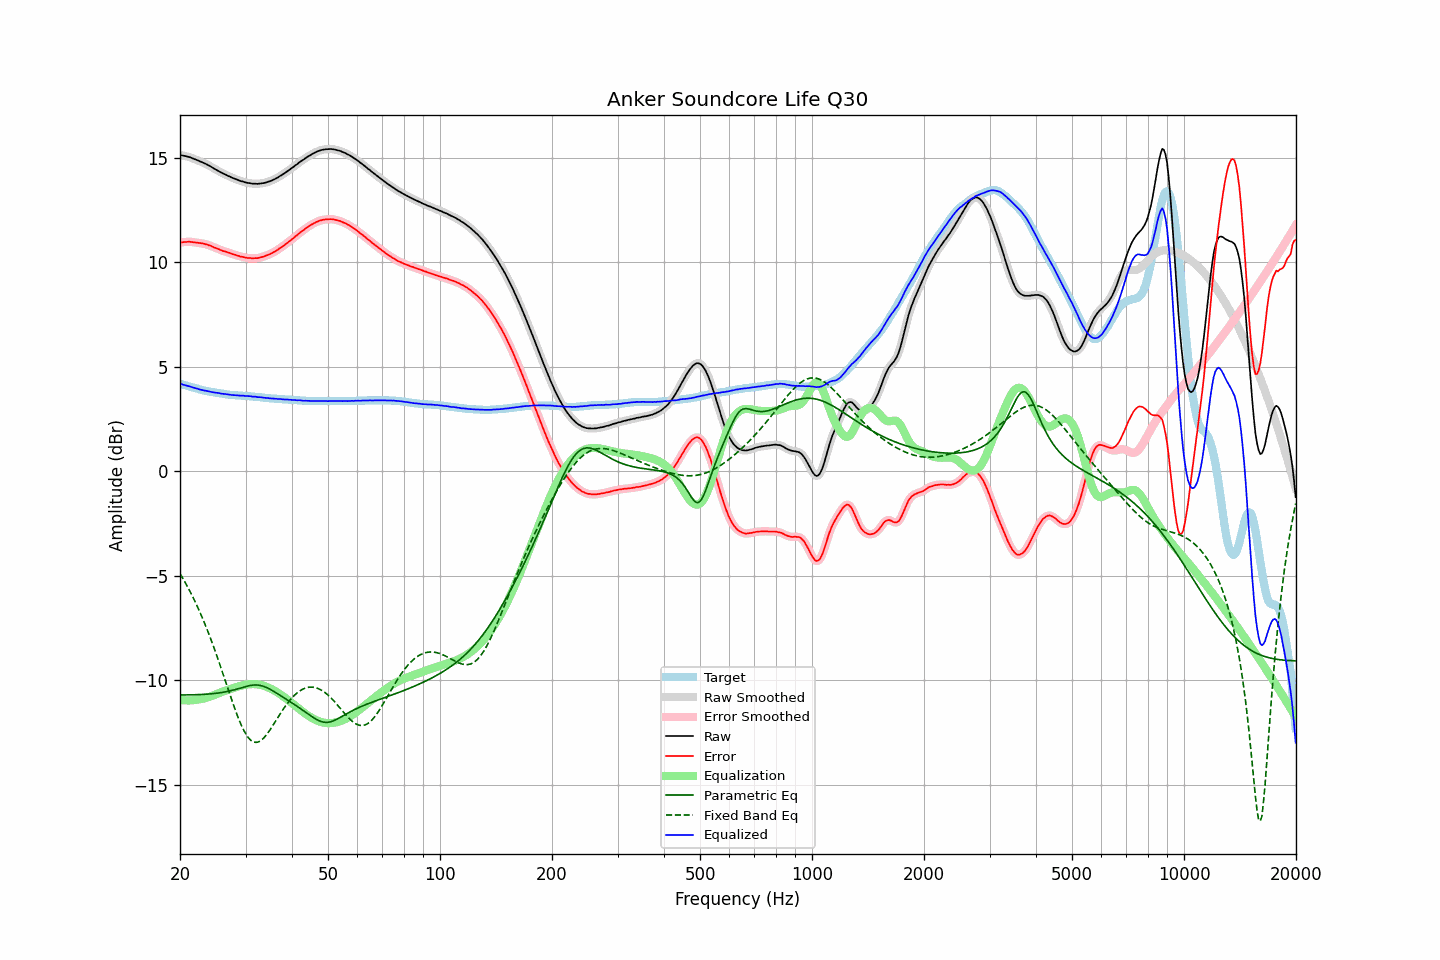 Anker Soundcore Life Q30
Amplitude (dBr)
15
10
5
0
−5
−10
−15
Target
Raw Smoothed
Error Smoothed
Raw
Error
Equalization
Parametric Eq
Fixed Band Eq
Equalized
20 50 100 200 500 1000 2000 5000 10000 20000
Frequency (Hz)